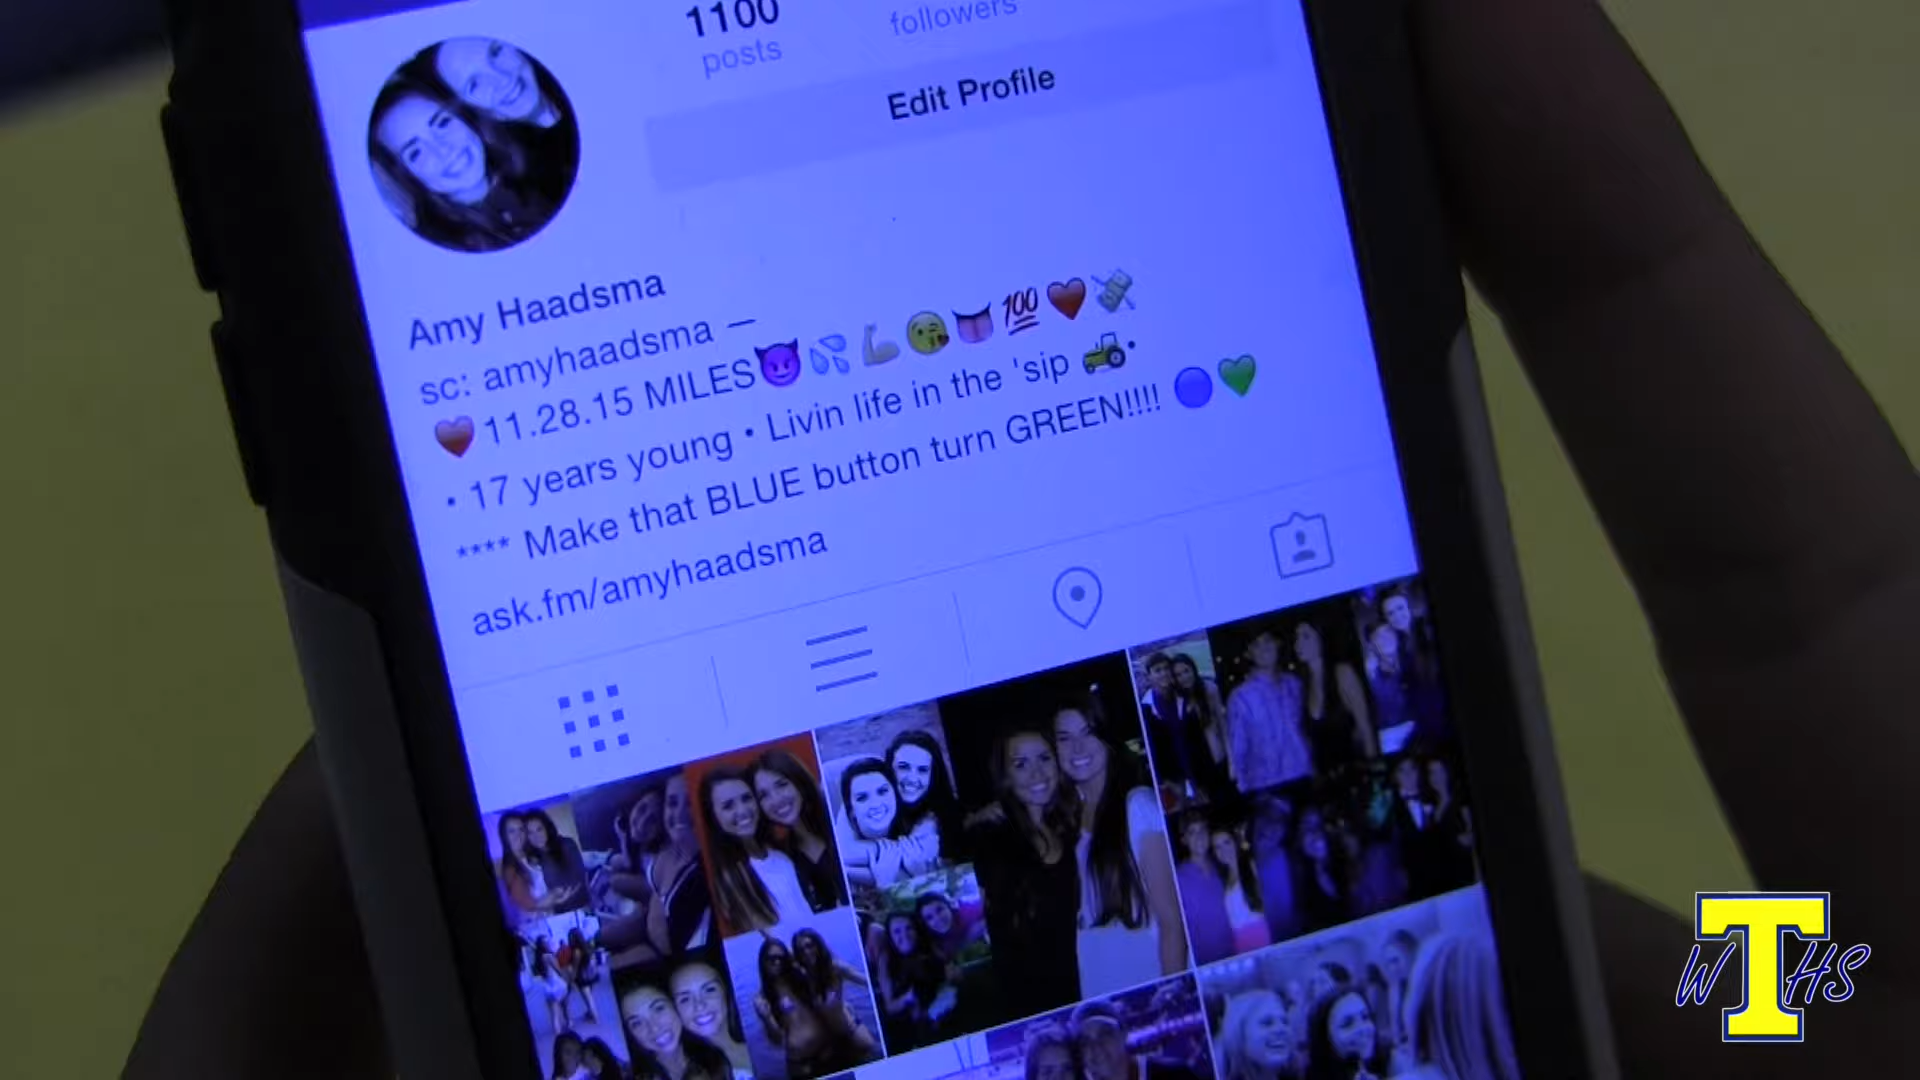 1100
posts
followers
Edit Profile
Amy Haadsma
sc: amyhaadsma —
❤️11.28.15 MILES😈💦💪😘👅💯❤️💸
• 17 years young • Livin life in the 'sip 🚜•
**** Make that BLUE button turn GREEN!!!! 🔵💚
ask.fm/amyhaadsma
WTHS